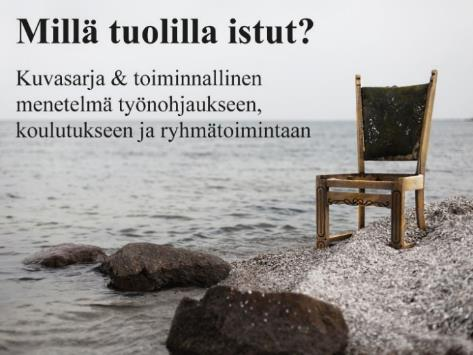 Millä tuolilla istut?
Kuvasarja & toiminnallinen
menetelmä työnohjaukseen,
koulutukseen ja ryhmätoimintaan